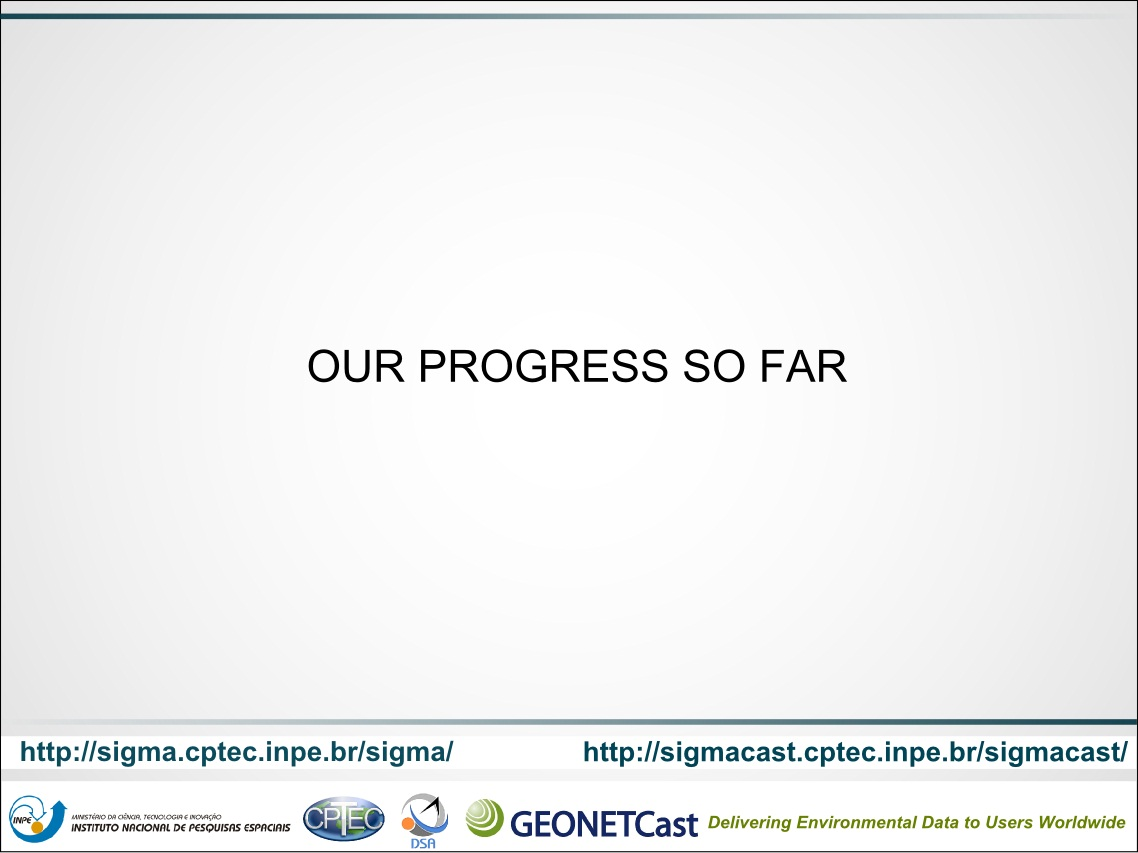 OUR PROGRESS SO FAR
http://sigma.cptec.inpe.br/sigma/
http://sigmacast.cptec.inpe.br/sigmacast/
INPE
MINISTÉRIO DA CIÊNCIA, TECNOLOGIA E INOVAÇÃO
INSTITUTO NACIONAL DE PESQUISAS ESPACIAIS
CPTEC
DSA
GEONETCast
Delivering Environmental Data to Users Worldwide